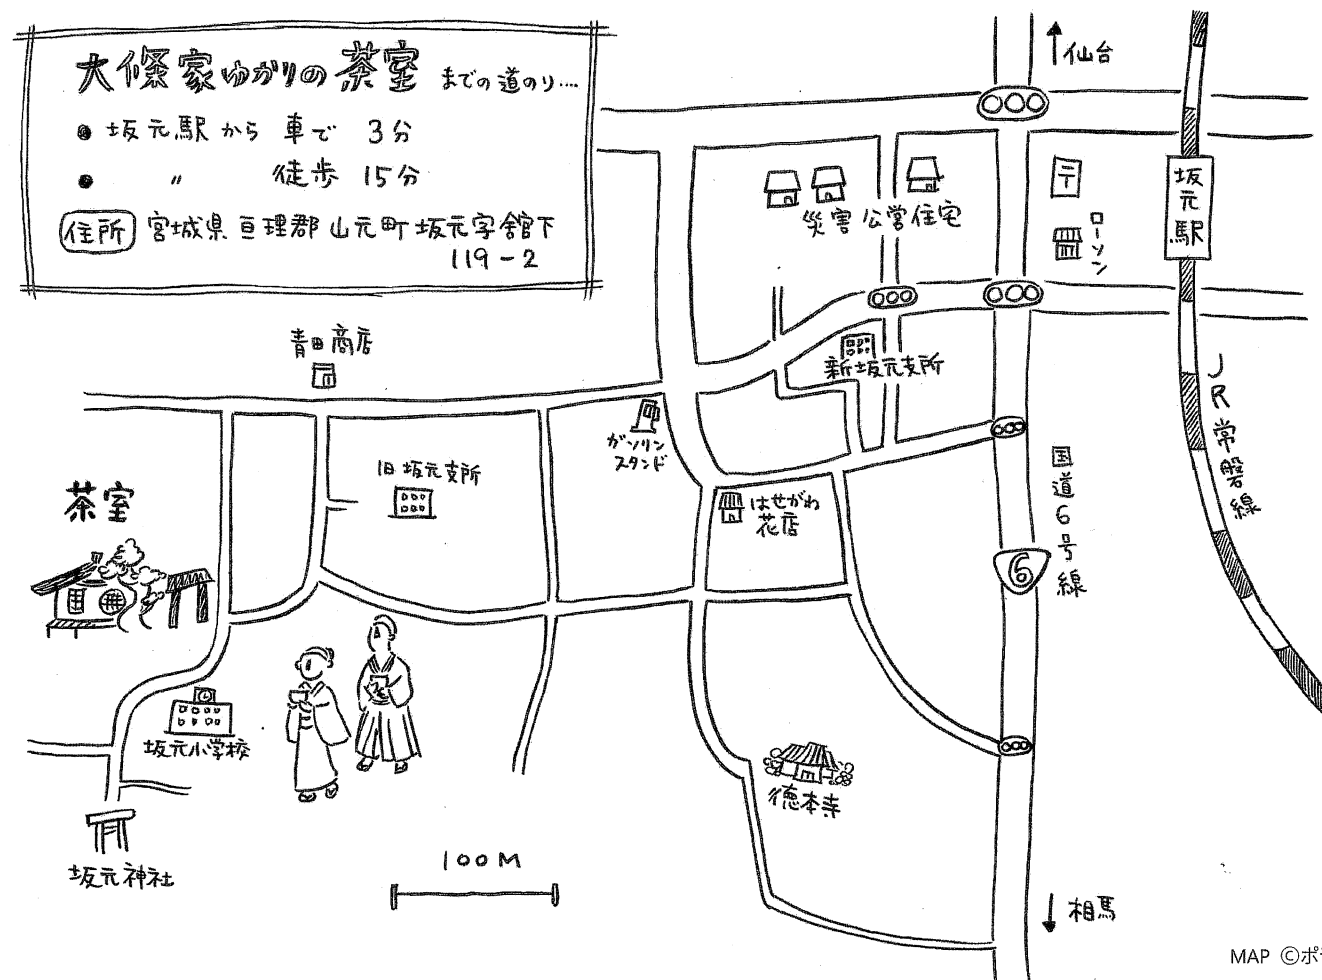 大條家ゆかりの茶室 までの道のり....
● 坂元駅から 車で 3分
● 〃 徒歩 15分
住所 宮城県 亘理郡 山元町 坂元字舘下
119-2
↑仙台
災害 公営住宅
〒
ローソン
坂元駅
青田商店
新坂元支所
JR常磐線
ガソリン
スタンド
旧坂元支所
国道6号線
茶室
はせがわ
花店
6
坂元小学校
徳本寺
坂元神社
100M
↓相馬
MAP ©ポ